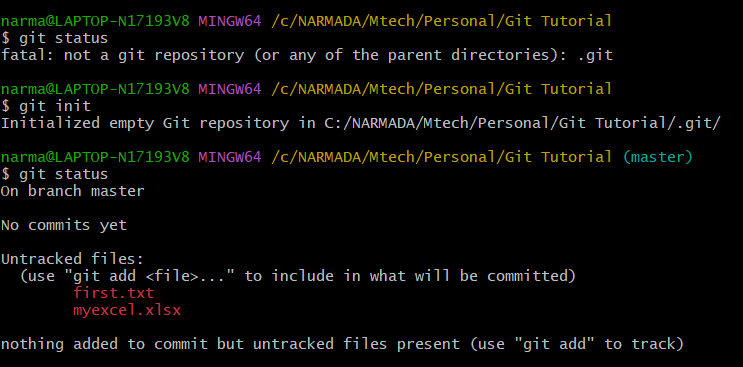 narma@LAPTOP-N17193V8 MINGW64 /c/NARMADA/Mtech/Personal/Git Tutorial
$ git status
fatal: not a git repository (or any of the parent directories): .git
narma@LAPTOP-N17193V8 MINGW64 /c/NARMADA/Mtech/Personal/Git Tutorial
$ git init
Initialized empty Git repository in C:/NARMADA/Mtech/Personal/Git Tutorial/.git/
narma@LAPTOP-N17193V8 MINGW64 /c/NARMADA/Mtech/Personal/Git Tutorial (master)
$ git status
On branch master
No commits yet
Untracked files:
(use "git add <file>..." to include in what will be committed)
first.txt
myexcel.xlsx
nothing added to commit but untracked files present (use "git add" to track)